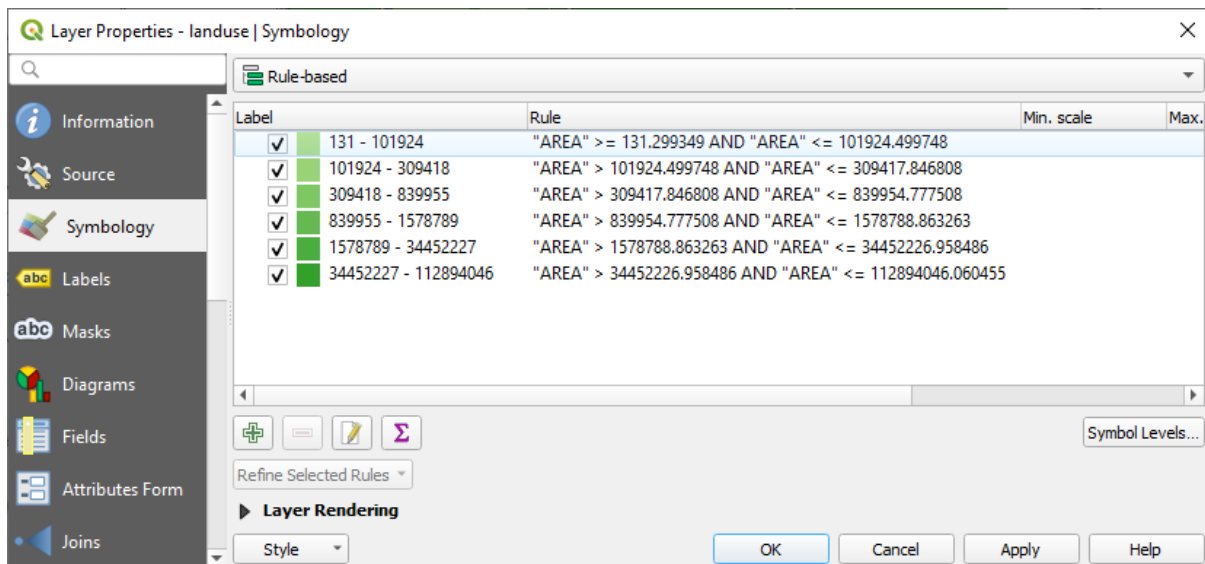 Layer Properties - landuse | Symbology
Rule-based
Information
Source
Symbology
abc Labels
abc Masks
Diagrams
Fields
Attributes Form
Joins
Label Rule Min. scale Max.
131 - 101924 "AREA" >= 131.299349 AND "AREA" <= 101924.499748
101924 - 309418 "AREA" > 101924.499748 AND "AREA" <= 309417.846808
309418 - 839955 "AREA" > 309417.846808 AND "AREA" <= 839954.777508
839955 - 1578789 "AREA" > 839954.777508 AND "AREA" <= 1578788.863263
1578789 - 34452227 "AREA" > 1578788.863263 AND "AREA" <= 34452226.958486
34452227 - 112894046 "AREA" > 34452226.958486 AND "AREA" <= 112894046.060455
Σ
Symbol Levels...
Refine Selected Rules
Layer Rendering
Style OK Cancel Apply Help